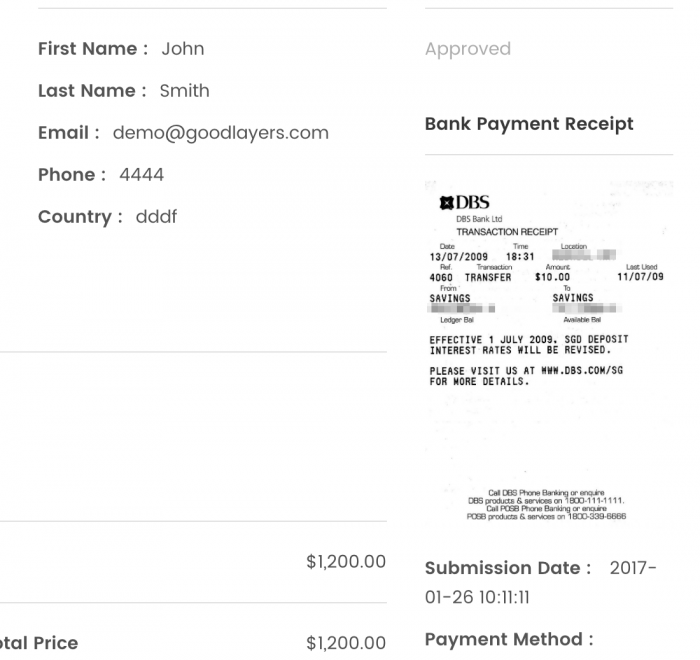 First Name : John
Last Name : Smith
Email : demo@goodlayers.com
Phone : 4444
Country : dddf
$1,200.00
otal Price $1,200.00
Approved
Bank Payment Receipt
DBS
DBS Bank Ltd
TRANSACTION RECEIPT
Date Time Location
13/07/2009 18:31
Ref. Transaction Amount Last Used
4060 TRANSFER $10.00 11/07/09
From To
SAVINGS SAVINGS
Ledger Bal Available Bal
EFFECTIVE 1 JULY 2009, SGD DEPOSIT
INTEREST RATES WILL BE REVISED.
PLEASE VISIT US AT WWW.DBS.COM/SG
FOR MORE DETAILS.
Call DBS Phone Banking or enquire
DBS products & services on 1800-111-1111.
Call POSB Phone Banking or enquire
POSB products & services on 1800-339-6666
Submission Date : 2017-
01-26 10:11:11
Payment Method :